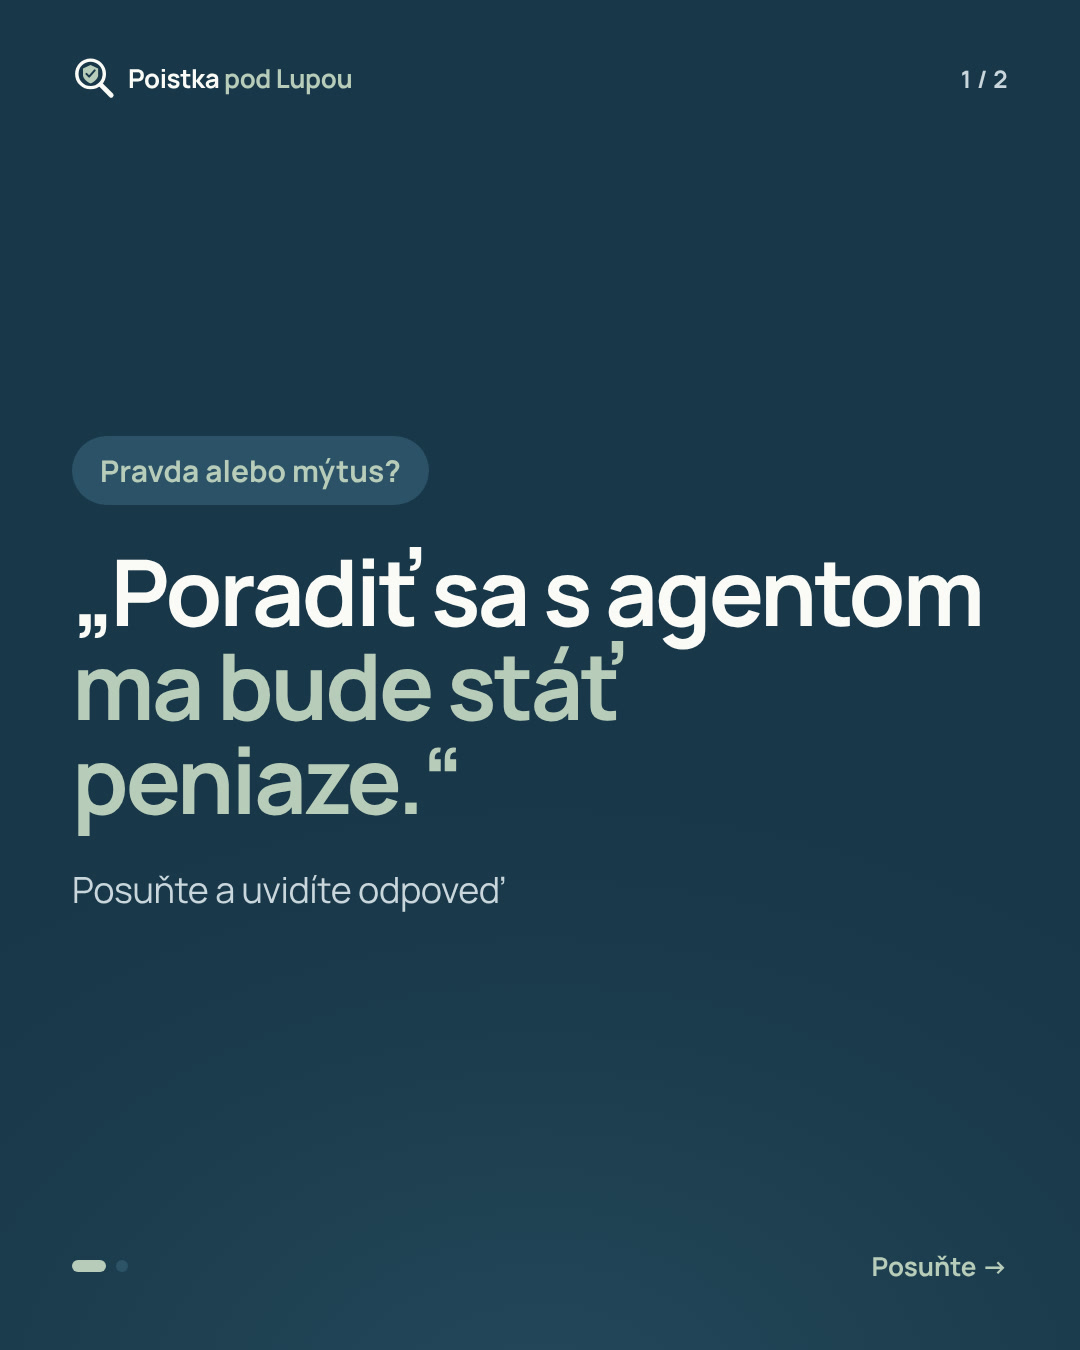 Poistka pod Lupou
1 / 2
Pravda alebo mýtus?
„Poradiť sa s agentom
ma bude stáť
peniaze.“
Posuňte a uvidíte odpoveď
Posuňte →